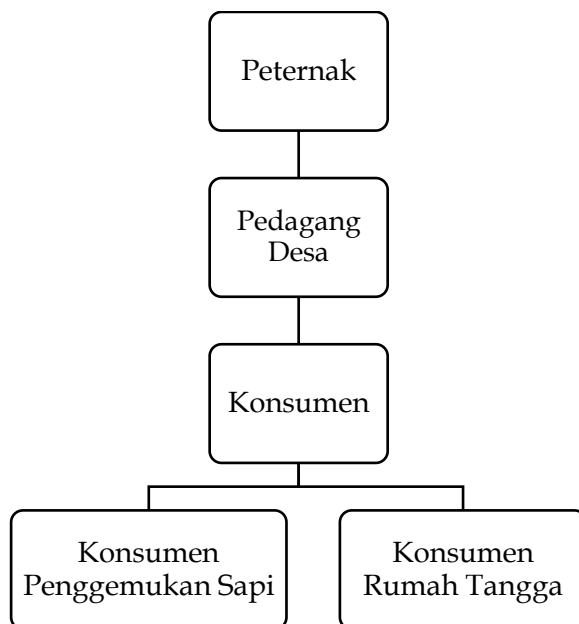 Peternak
Pedagang
Desa
Konsumen
Konsumen
Penggemukan Sapi
Konsumen
Rumah Tangga